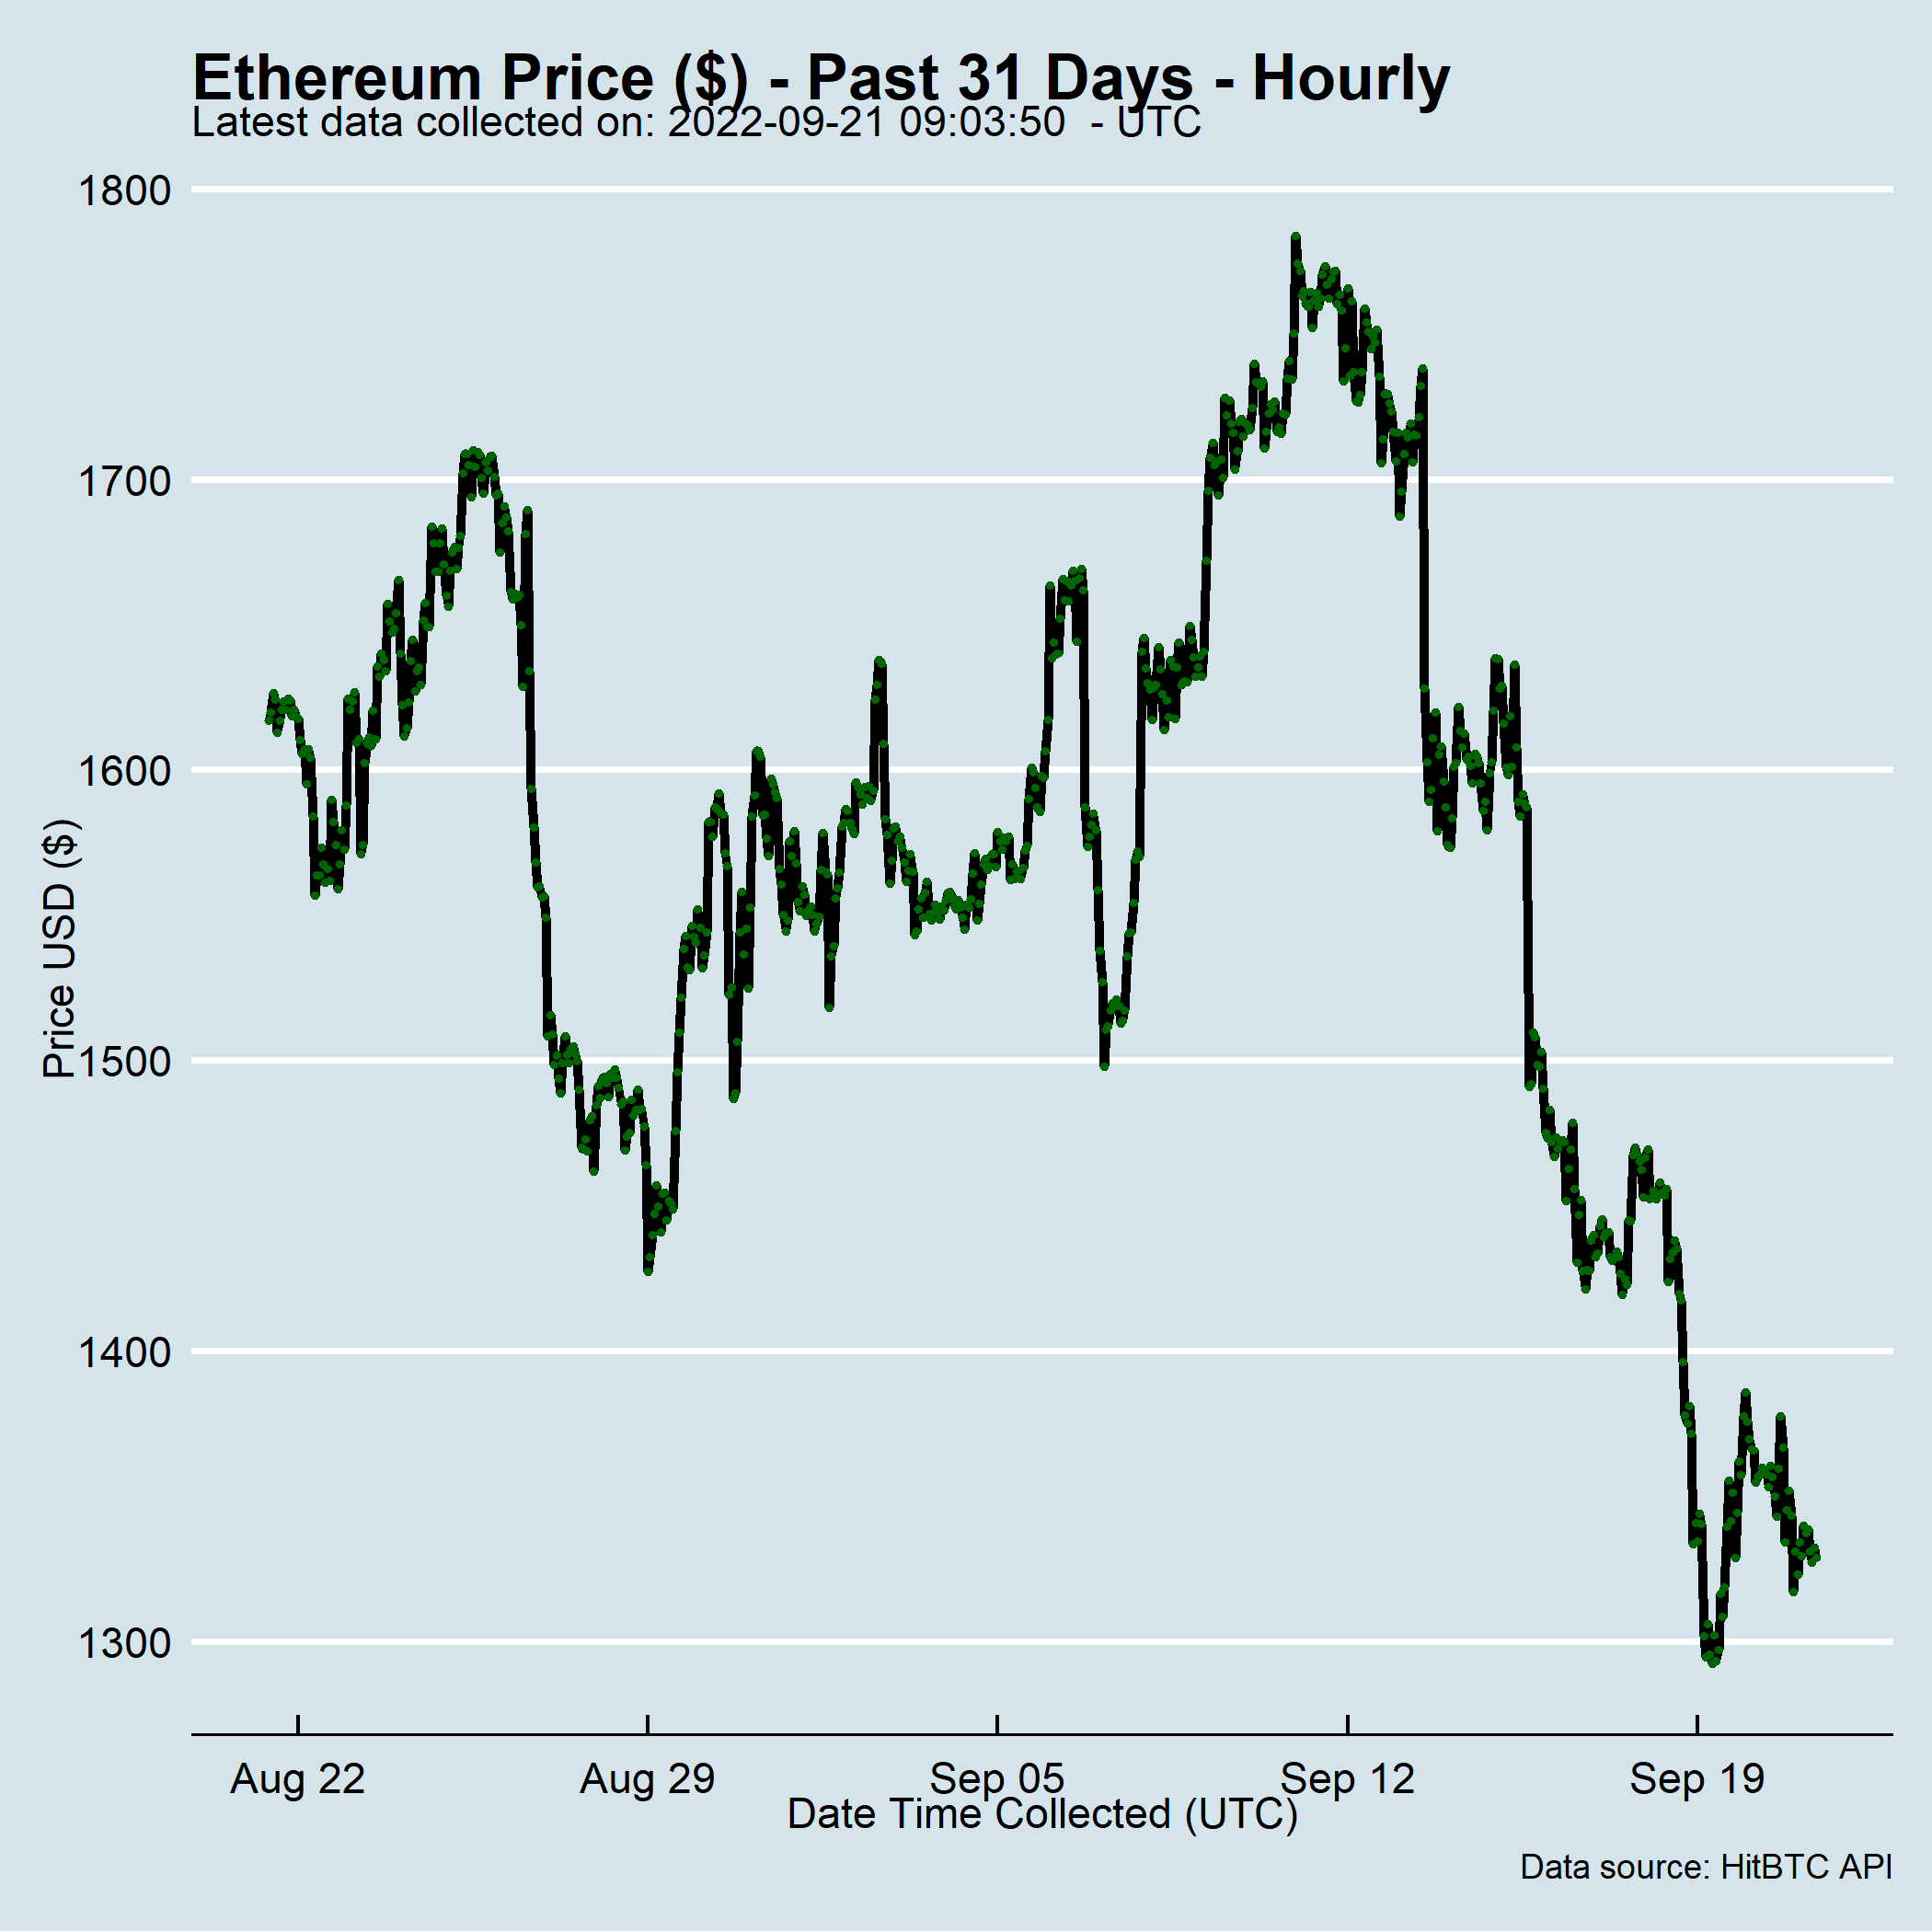 Ethereum Price ($) - Past 31 Days - Hourly
Latest data collected on: 2022-09-21 09:03:50  - UTC
1800
1700
1600
1500
1400
1300
Price USD ($)
Aug 22 Aug 29 Sep 05 Sep 12 Sep 19
Date Time Collected (UTC)
Data source: HitBTC API